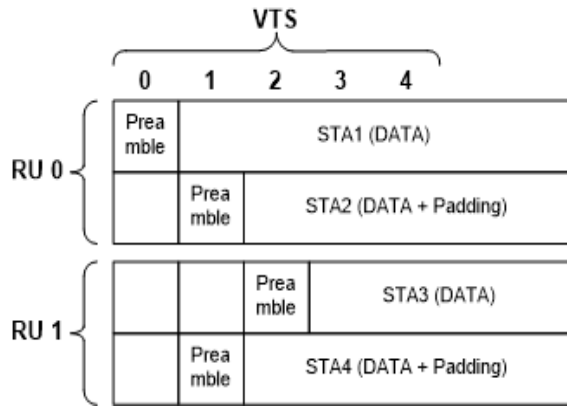 VTS
0 1 2 3 4
RU 0
Prea
mble
STA1 (DATA)
Prea
mble
STA2 (DATA + Padding)
RU 1
Prea
mble
STA3 (DATA)
Prea
mble
STA4 (DATA + Padding)